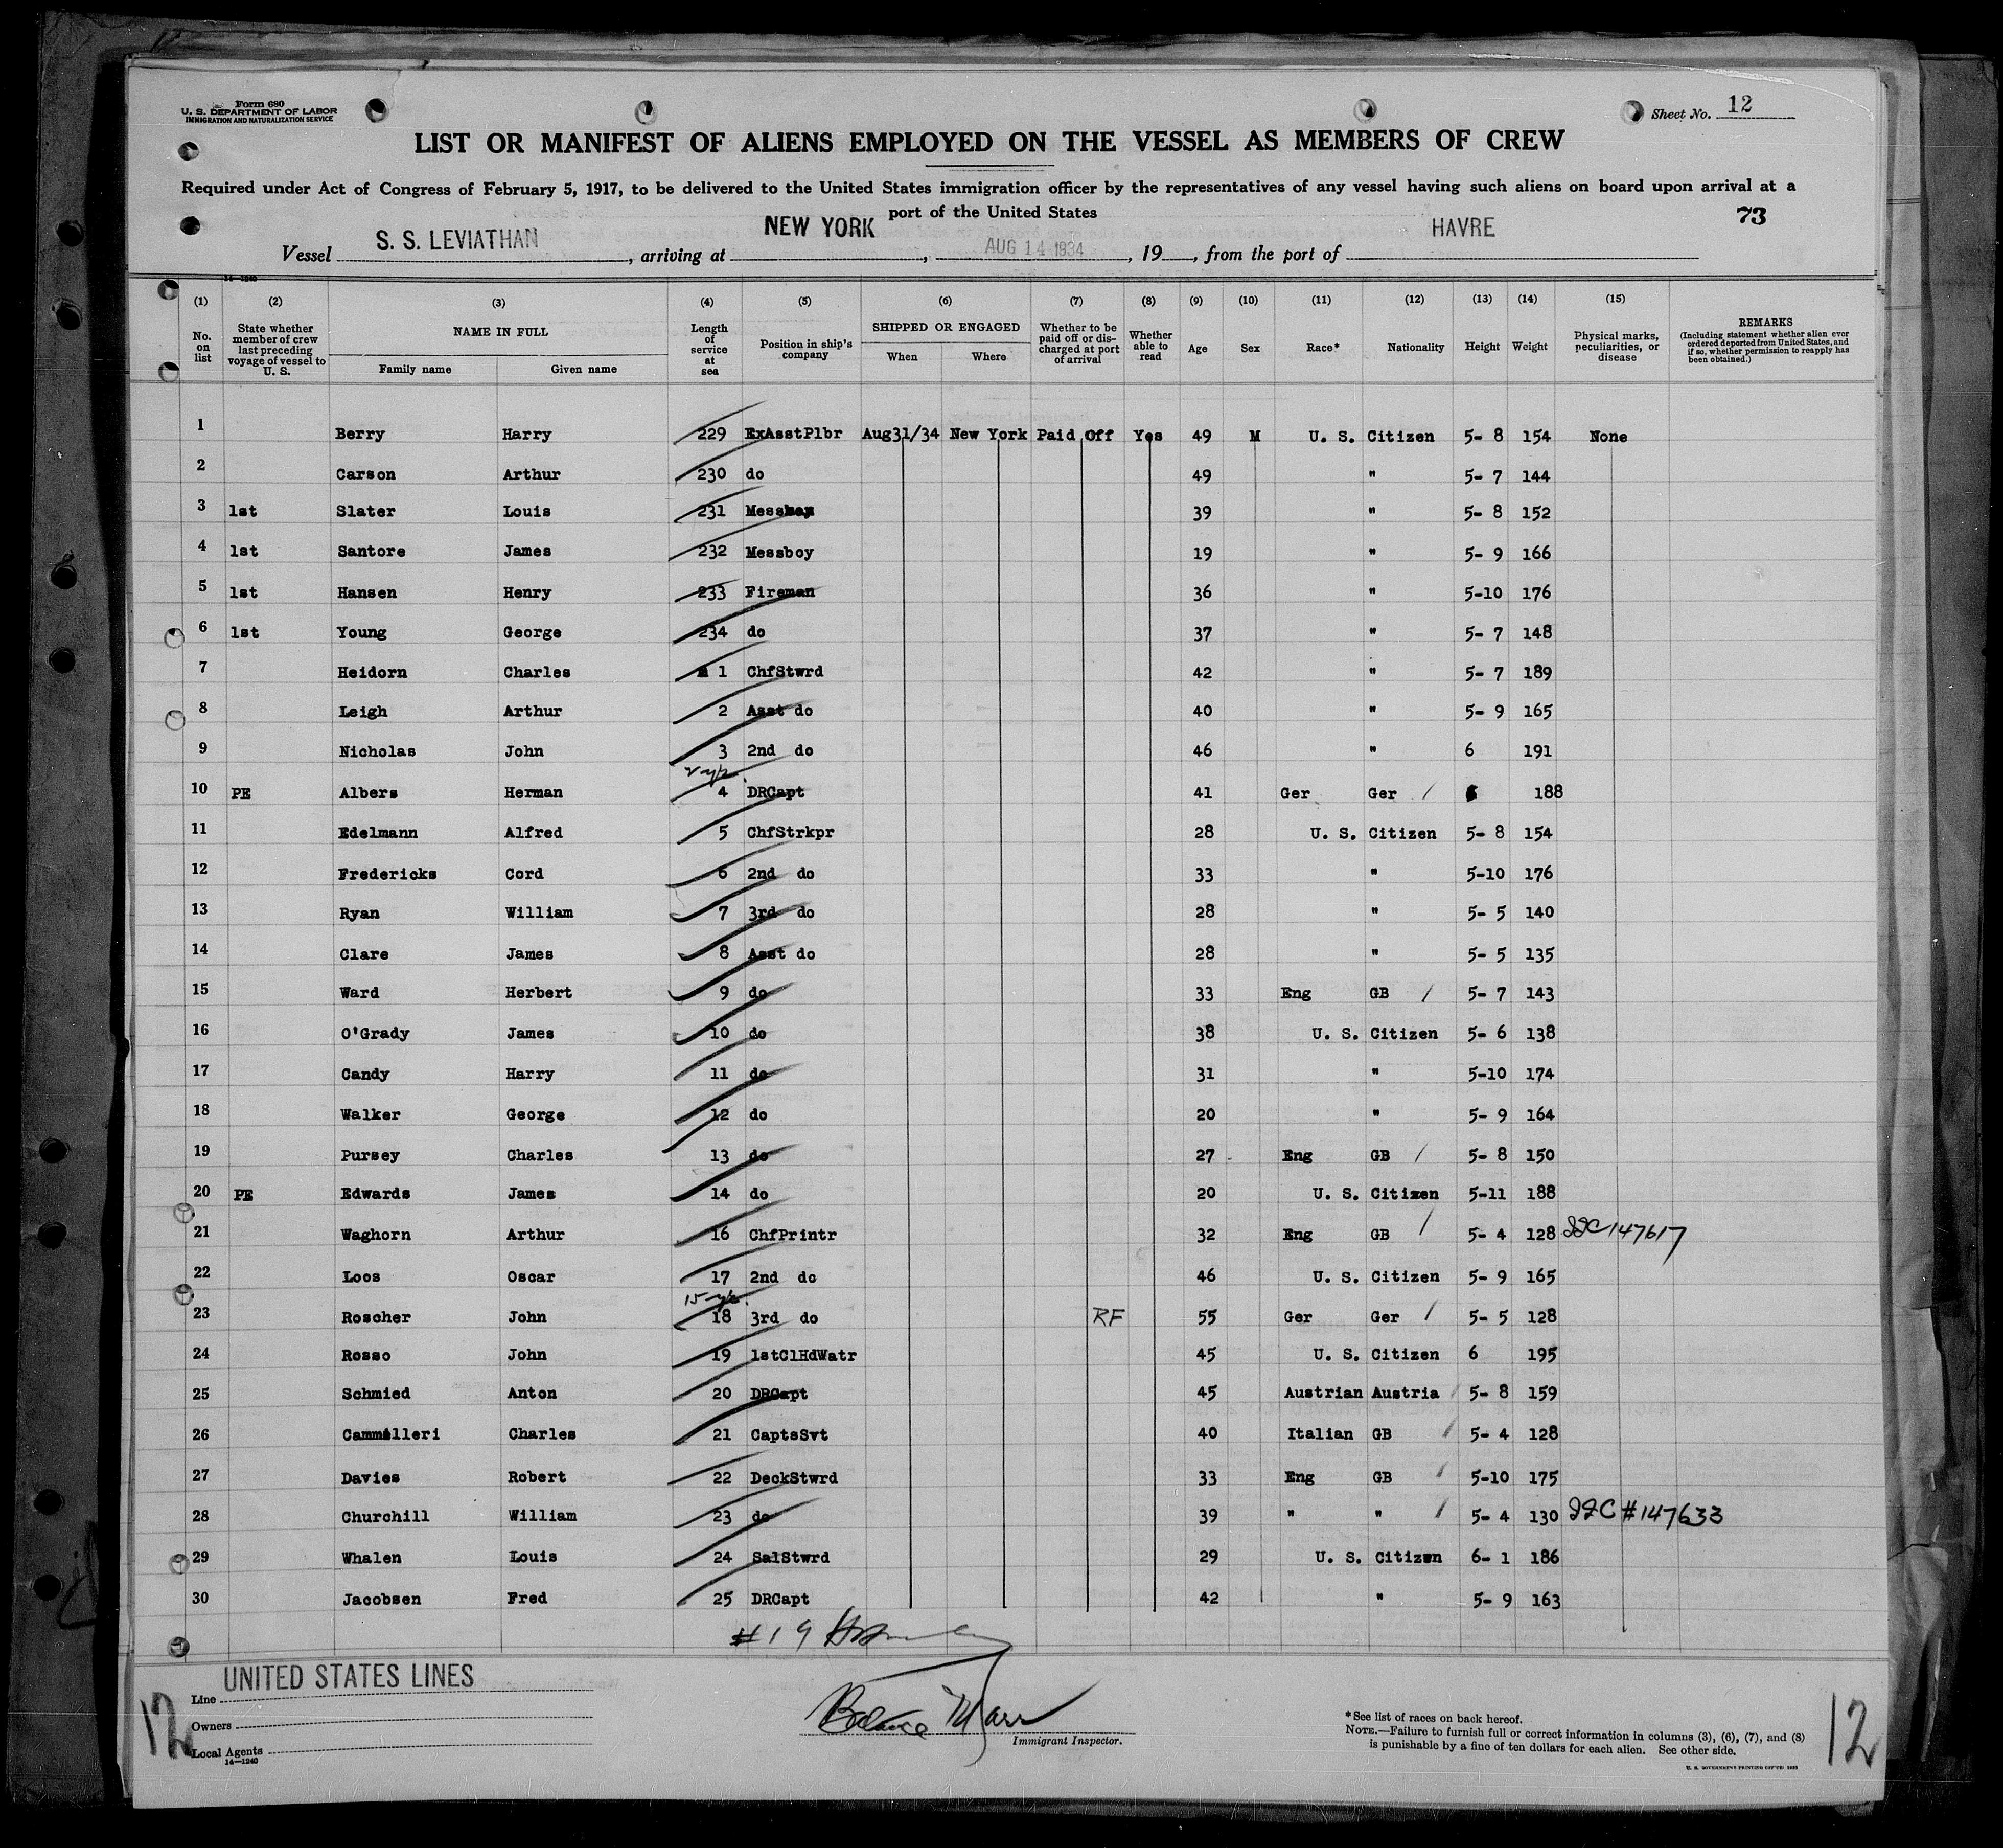 Form 680
U. S. DEPARTMENT OF LABOR
IMMIGRATION AND NATURALIZATION SERVICE
Sheet No. 12
LIST OR MANIFEST OF ALIENS EMPLOYED ON THE VESSEL AS MEMBERS OF CREW
Required under Act of Congress of February 5, 1917, to be delivered to the United States immigration officer by the representatives of any vessel having such aliens on board upon arrival at a
port of the United States
73
Vessel S. S. LEVIATHAN, arriving at NEW YORK, AUG 14 1934, 19, from the port of HAVRE
14-1240
(1) (2) (3) (4) (5) (6) (7) (8) (9) (10) (11) (12) (13) (14) (15)
No. on list State whether member of crew last preceding voyage of vessel to U. S. NAME IN FULL Family name Given name Length of service at sea Position in ship's company SHIPPED OR ENGAGED When Where Whether to be paid off or discharged at port of arrival Whether able to read Age Sex Race* Nationality Height Weight Physical marks, peculiarities, or disease REMARKS (Including statement whether alien ever ordered deported from United States, and if so, whether permission to reapply has been obtained.)
1 Berry Harry 229 ExAsstPlbr Aug31/34 New York Paid Off Yes 49 M U. S. Citizen 5- 8 154 None
2 Carson Arthur 230 do 49 " 5- 7 144
3 1st Slater Louis 231 Messman 39 " 5- 8 152
4 1st Santore James 232 Messboy 19 " 5- 9 166
5 1st Hansen Henry 233 Fireman 36 " 5-10 176
6 1st Young George 234 do 37 " 5- 7 148
7 Heidorn Charles 1 ChfStwrd 42 " 5- 7 189
8 Leigh Arthur 2 Asst do 40 " 5- 9 165
9 Nicholas John 3 2nd do 46 " 6 191
10 PE Albers Herman 4 DRCapt 41 Ger Ger / 6 188
11 Edelmann Alfred 5 ChfStrkpr 28 U. S. Citizen 5- 8 154
12 Fredericks Cord 6 2nd do 33 " 5-10 176
13 Ryan William 7 3rd do 28 " 5- 5 140
14 Clare James 8 Asst do 28 " 5- 5 135
15 Ward Herbert 9 do 33 Eng GB / 5- 7 143
16 O'Grady James 10 do 38 U. S. Citizen 5- 6 138
17 Candy Harry 11 do 31 " 5-10 174
18 Walker George 12 do 20 " 5- 9 164
19 Pursey Charles 13 do 27 Eng GB / 5- 8 150
20 PE Edwards James 14 do 20 U. S. Citizen 5-11 188
21 Waghorn Arthur 16 ChfPrintr 32 Eng GB / 5- 4 128 147617
22 Loos Oscar 17 2nd do 46 U. S. Citizen 5- 9 165
23 Roscher John 18 3rd do RF 55 Ger Ger / 5- 5 128
24 Rosso John 19 1stClHdWatr 45 U. S. Citizen 6 195
25 Schmied Anton 20 DRCapt 45 Austrian Austria / 5- 8 159
26 Cammilleri Charles 21 CaptsSvt 40 Italian GB / 5- 4 128
27 Davies Robert 22 DeckStwrd 33 Eng GB / 5-10 175
28 Churchill William 23 do 39 " " / 5- 4 130 #147633
29 Whalen Louis 24 SalStwrd 29 U. S. Citizen 6- 1 186
30 Jacobsen Fred 25 DRCapt 42 " 5- 9 163
#19
Line UNITED STATES LINES
Owners
Local Agents
14-1240
Immigrant Inspector.
*See list of races on back hereof.
NOTE.—Failure to furnish full or correct information in columns (3), (6), (7), and (8)
is punishable by a fine of ten dollars for each alien. See other side.
12
12